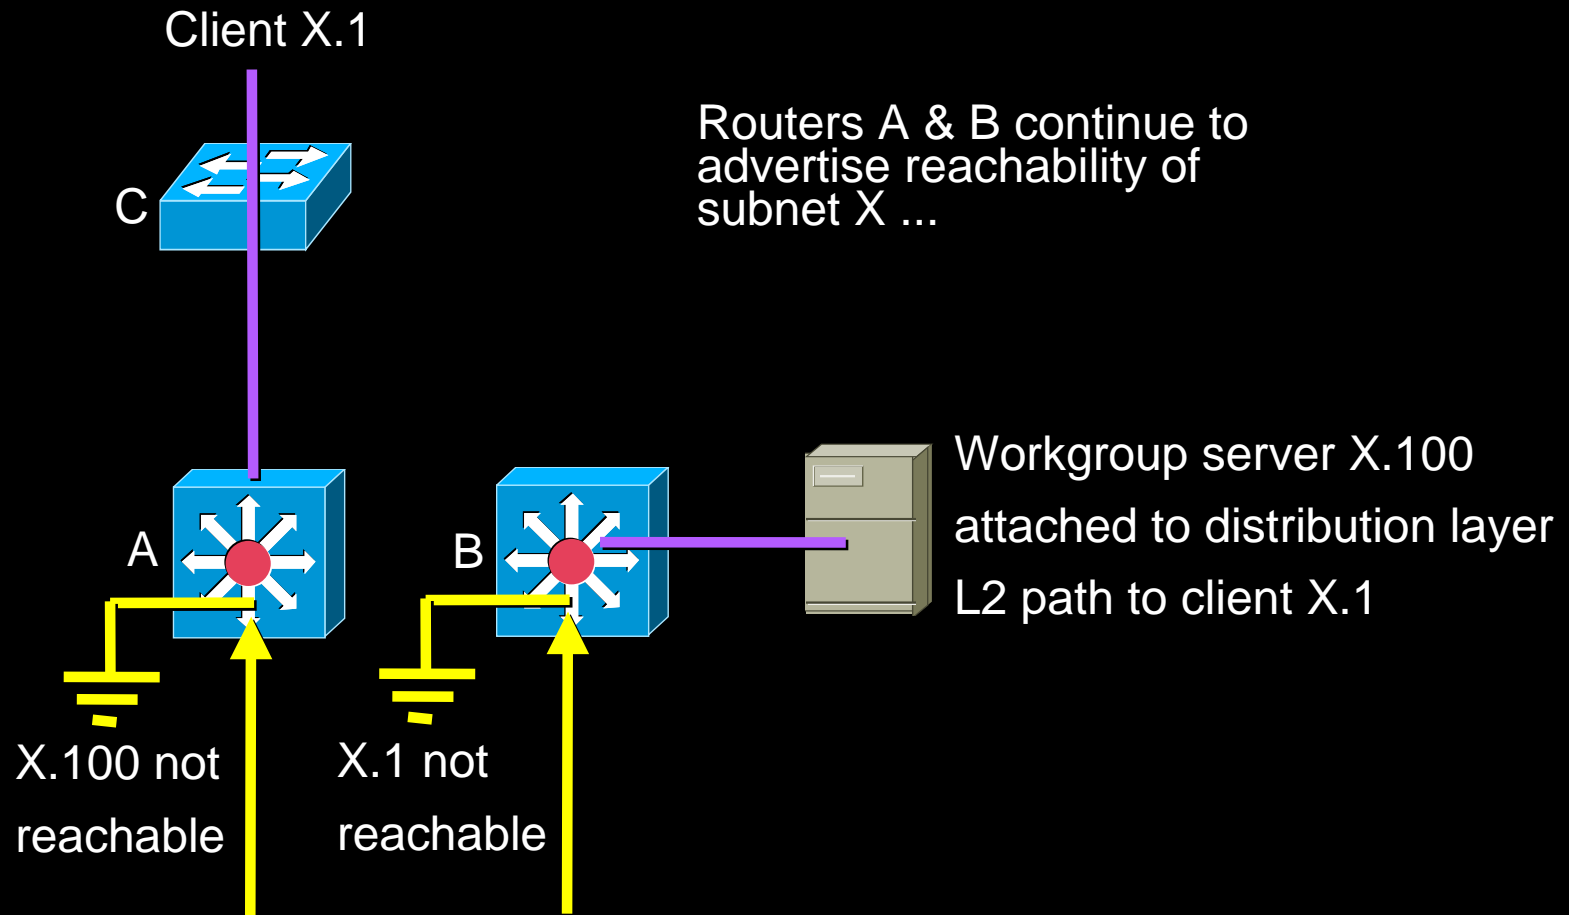 Client X.1
Routers A & B continue to
advertise reachability of
subnet X ...
C
Workgroup server X.100
attached to distribution layer
L2 path to client X.1
A
B
X.100 not
reachable
X.1 not
reachable